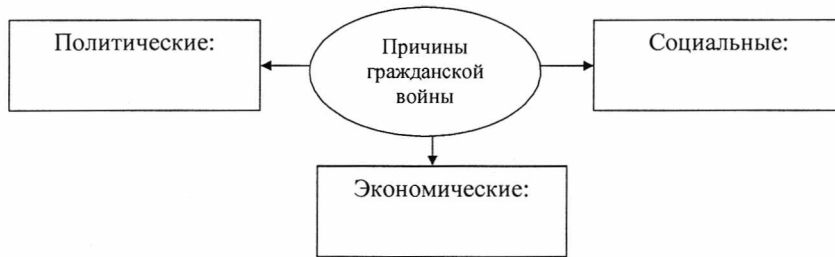 Политические:
Причины
гражданской
войны
Социальные:
Экономические: